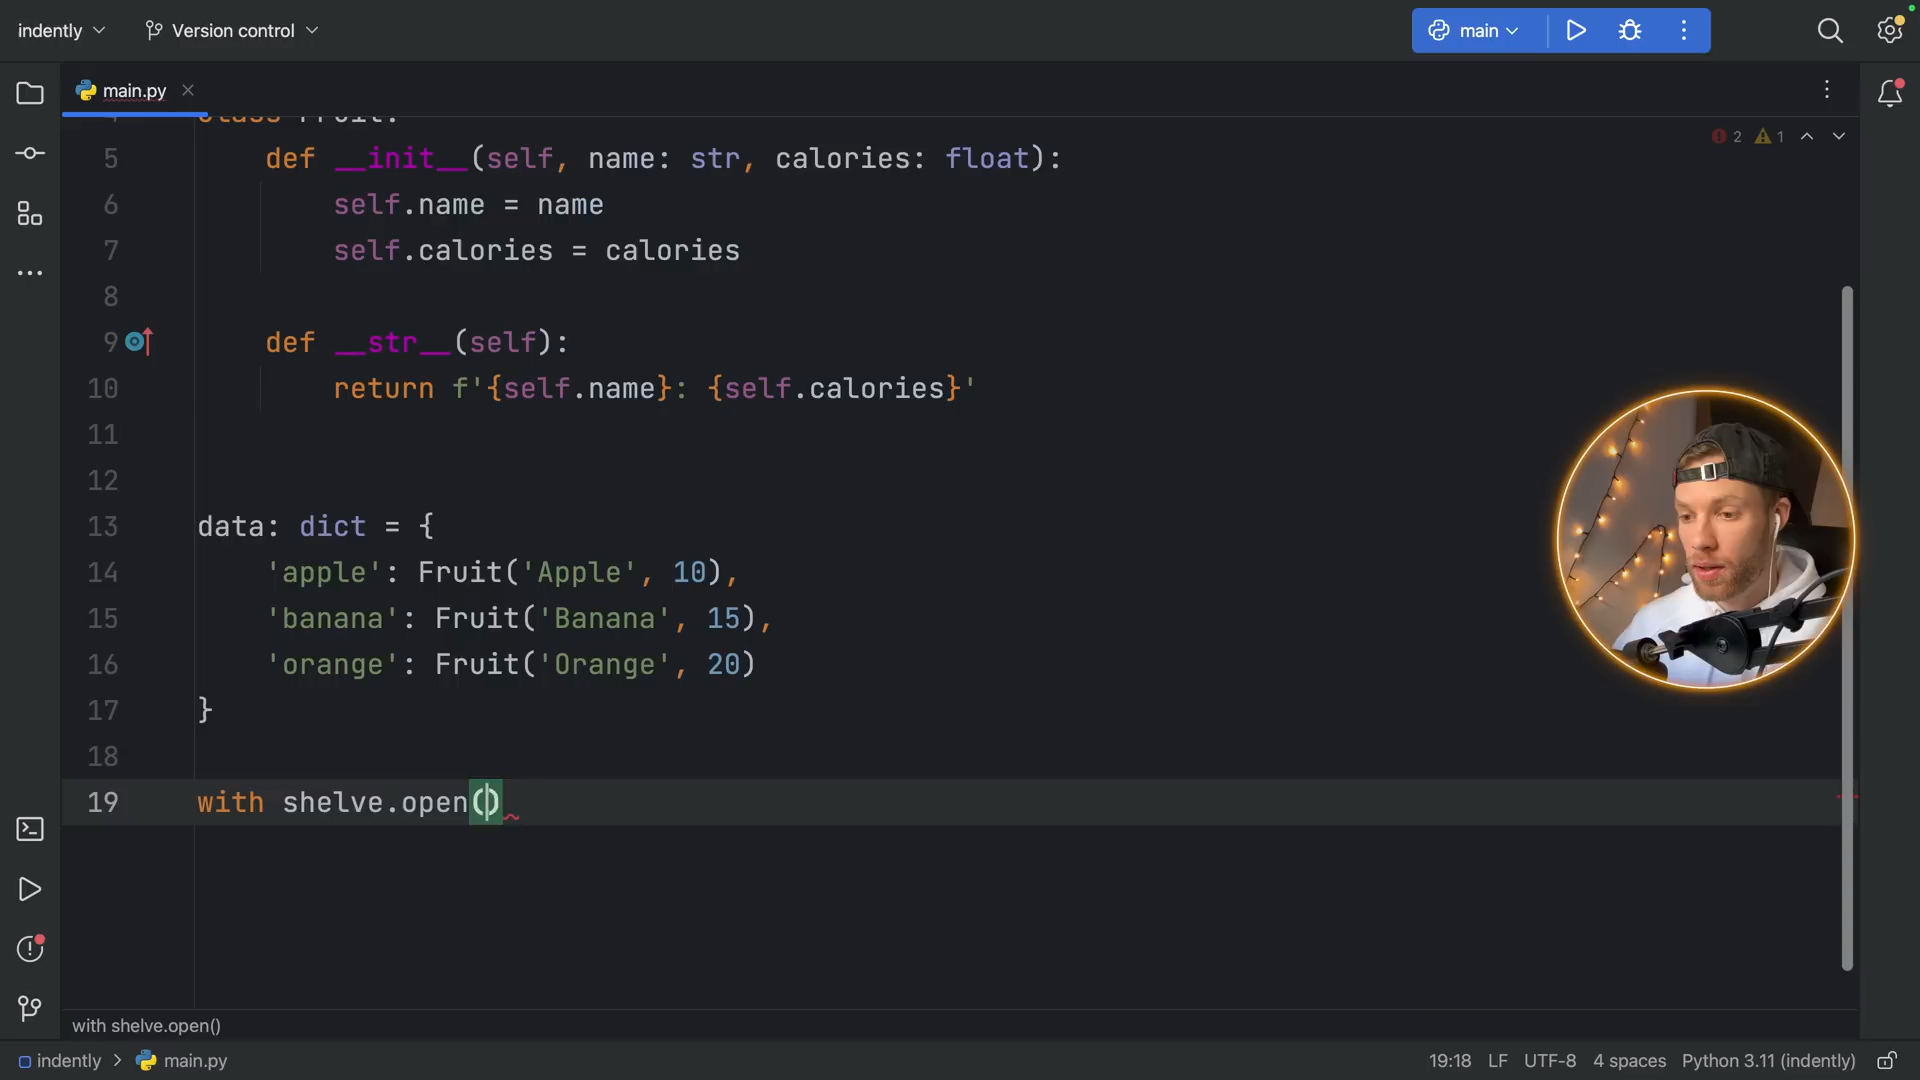 indently Version control main
main.py
2 1
class Fruit:
5 def __init__(self, name: str, calories: float):
6 self.name = name
7 self.calories = calories
8
9 def __str__(self):
10 return f'{self.name}: {self.calories}'
11
12
13 data: dict = {
14 'apple': Fruit('Apple', 10),
15 'banana': Fruit('Banana', 15),
16 'orange': Fruit('Orange', 20)
17 }
18
19 with shelve.open()
with shelve.open()
indently > main.py 19:18 LF UTF-8 4 spaces Python 3.11 (indently)